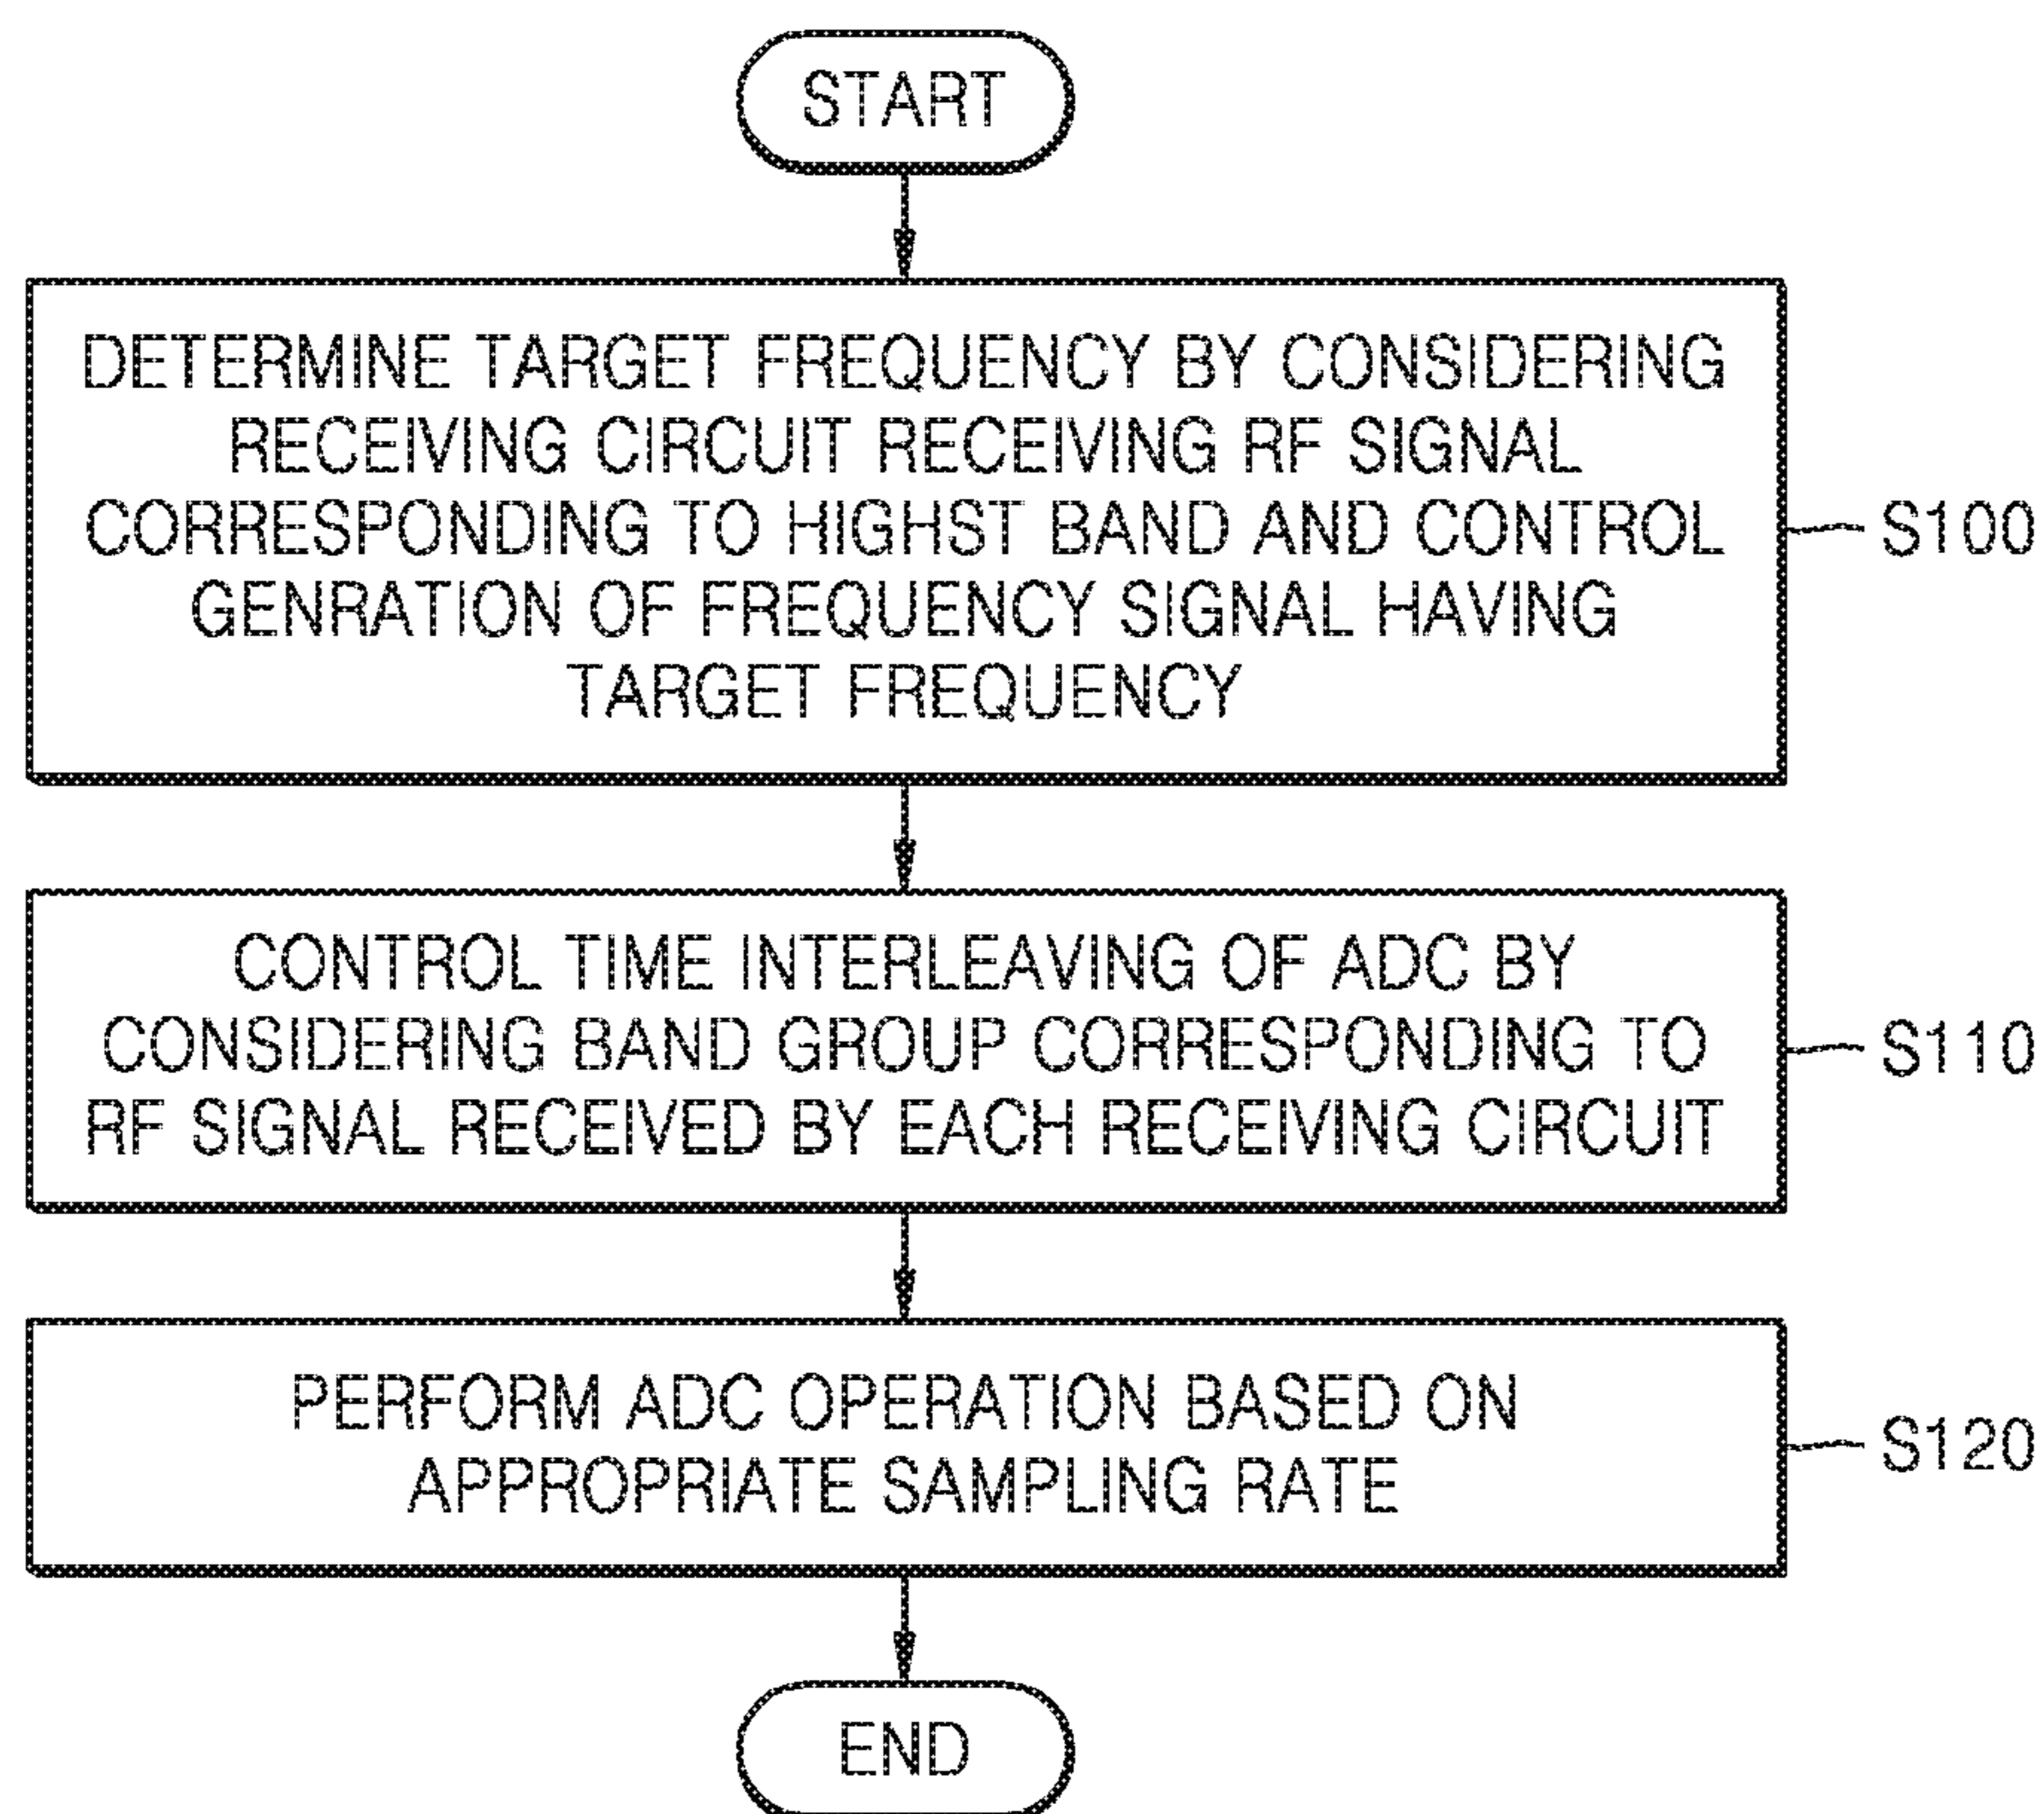 START
DETERMINE TARGET FREQUENCY BY CONSIDERING
RECEIVING CIRCUIT RECEIVING RF SIGNAL
CORRESPONDING TO HIGHST BAND AND CONTROL
GENRATION OF FREQUENCY SIGNAL HAVING
TARGET FREQUENCY
S100
CONTROL TIME INTERLEAVING OF ADC BY
CONSIDERING BAND GROUP CORRESPONDING TO
RF SIGNAL RECEIVED BY EACH RECEIVING CIRCUIT
S110
PERFORM ADC OPERATION BASED ON
APPROPRIATE SAMPLING RATE
S120
END